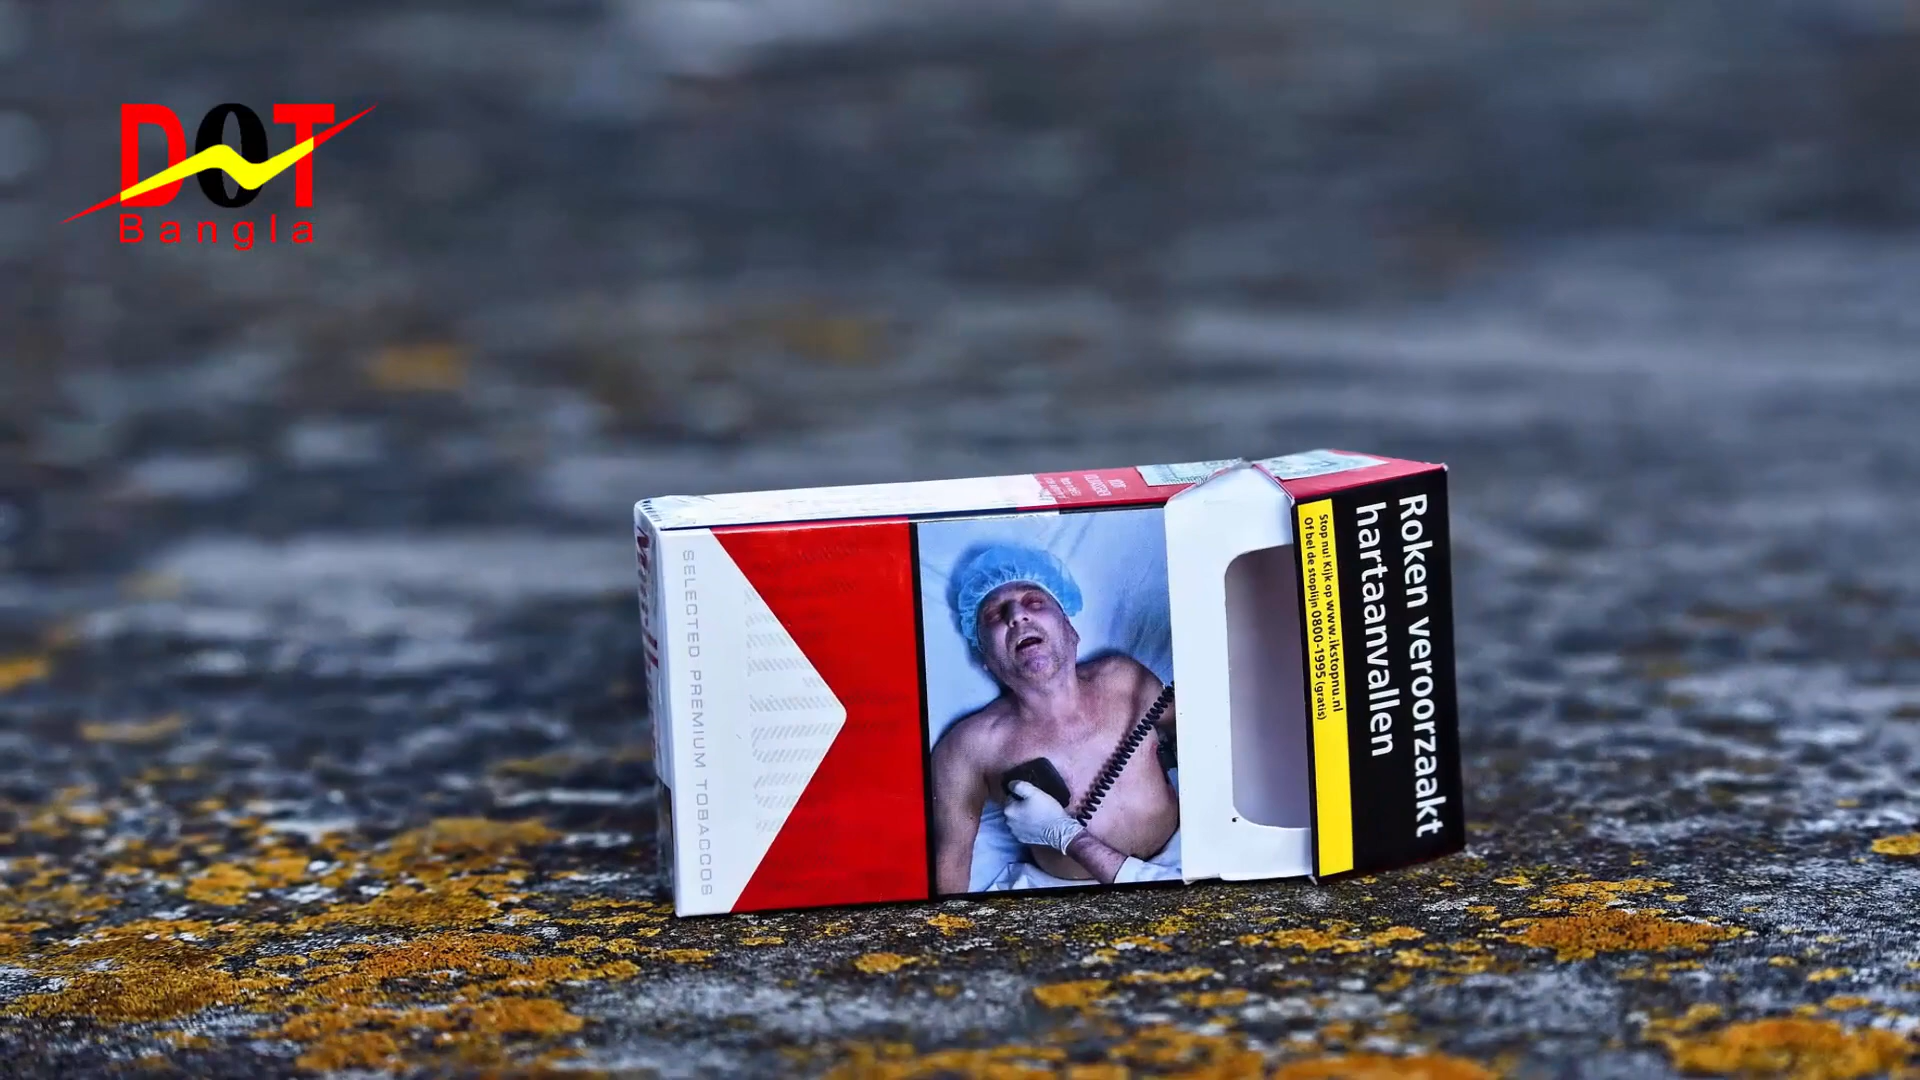 DOT
Bangla
SELECTED PREMIUM TOBACCOS
Roken veroorzaakt
hartaanvallen
Stop nu! Kijk op www.ikstopnu.nl
Of bel de stoplijn 0800-1995 (gratis)